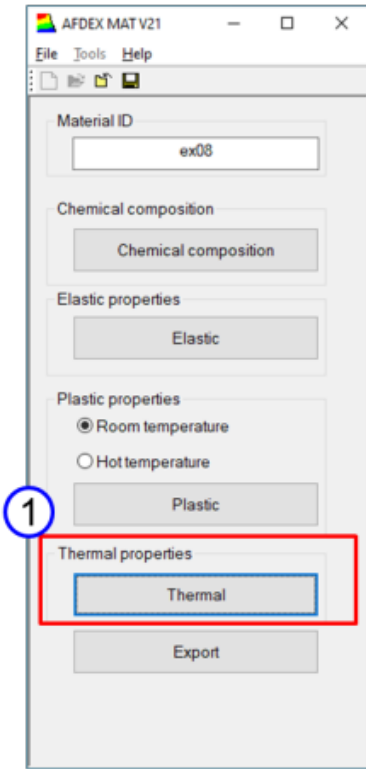 AFDEX MAT V21
File Tools Help
Material ID
ex08
Chemical composition
Chemical composition
Elastic properties
Elastic
Plastic properties
Room temperature
Hot temperature
Plastic
1
Thermal properties
Thermal
Export